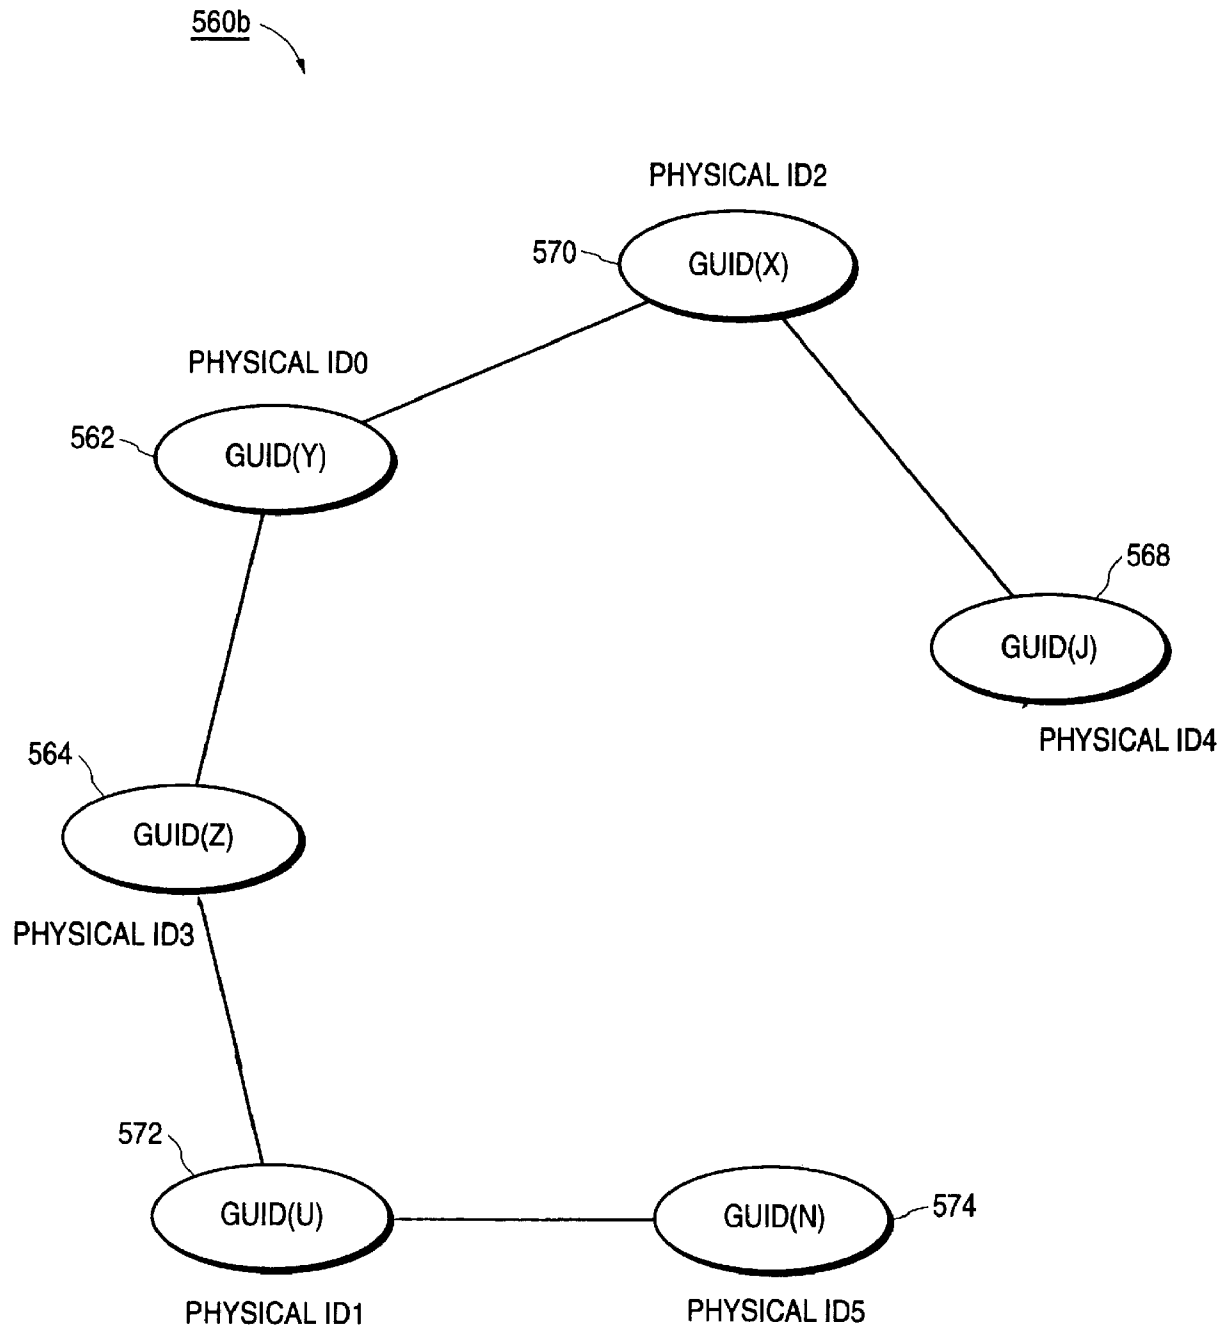 560b
PHYSICAL ID2
570
GUID(X)
PHYSICAL ID0
562
GUID(Y)
568
GUID(J)
PHYSICAL ID4
564
GUID(Z)
PHYSICAL ID3
572
GUID(U)
GUID(N)
574
PHYSICAL ID1
PHYSICAL ID5